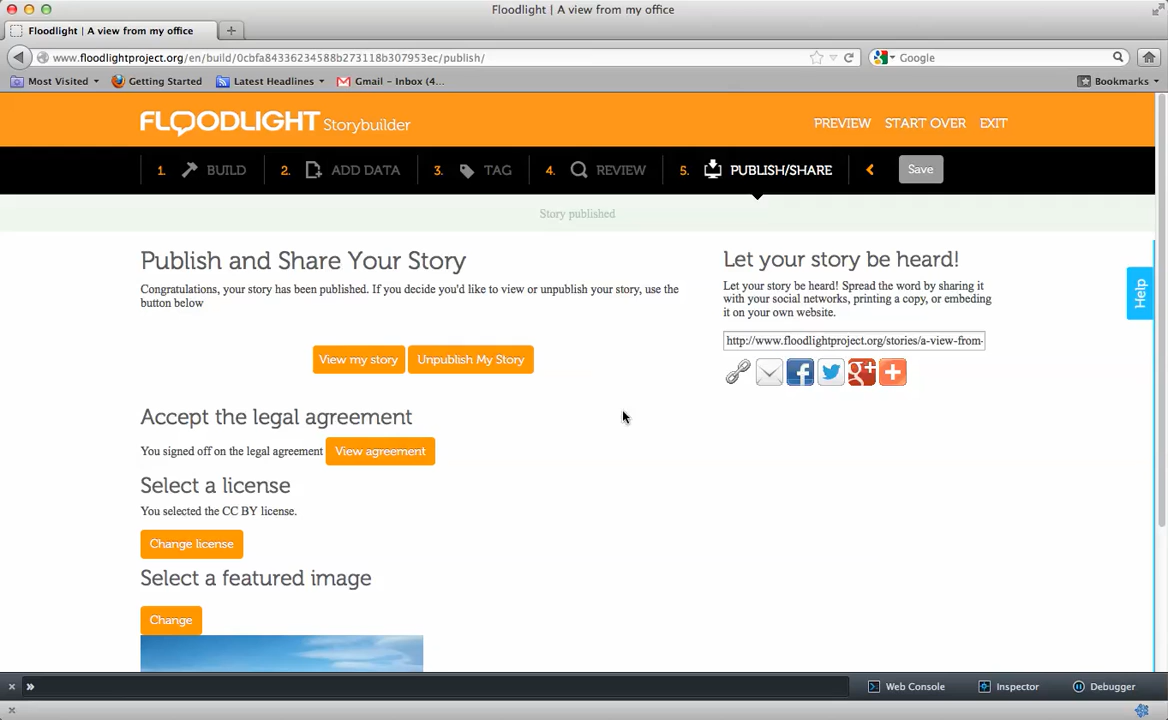 Floodlight | A view from my office
Floodlight | A view from my office
www.floodlightproject.org/en/build/0cbfa84336234588b273118b307953ec/publish/
Google
Most Visited
Getting Started
Latest Headlines
Gmail - Inbox (4...
Bookmarks
FLOODLIGHT Storybuilder
PREVIEW
START OVER
EXIT
1. BUILD
2. ADD DATA
3. TAG
4. REVIEW
5. PUBLISH/SHARE
Save
Story published
Publish and Share Your Story
Congratulations, your story has been published. If you decide you'd like to view or unpublish your story, use the
button below
View my story
Unpublish My Story
Accept the legal agreement
You signed off on the legal agreement
View agreement
Select a license
You selected the CC BY license.
Change license
Select a featured image
Change
Let your story be heard!
Let your story be heard! Spread the word by sharing it
with your social networks, printing a copy, or embeding
it on your own website.
http://www.floodlightproject.org/stories/a-view-from-
Help
Web Console
Inspector
Debugger